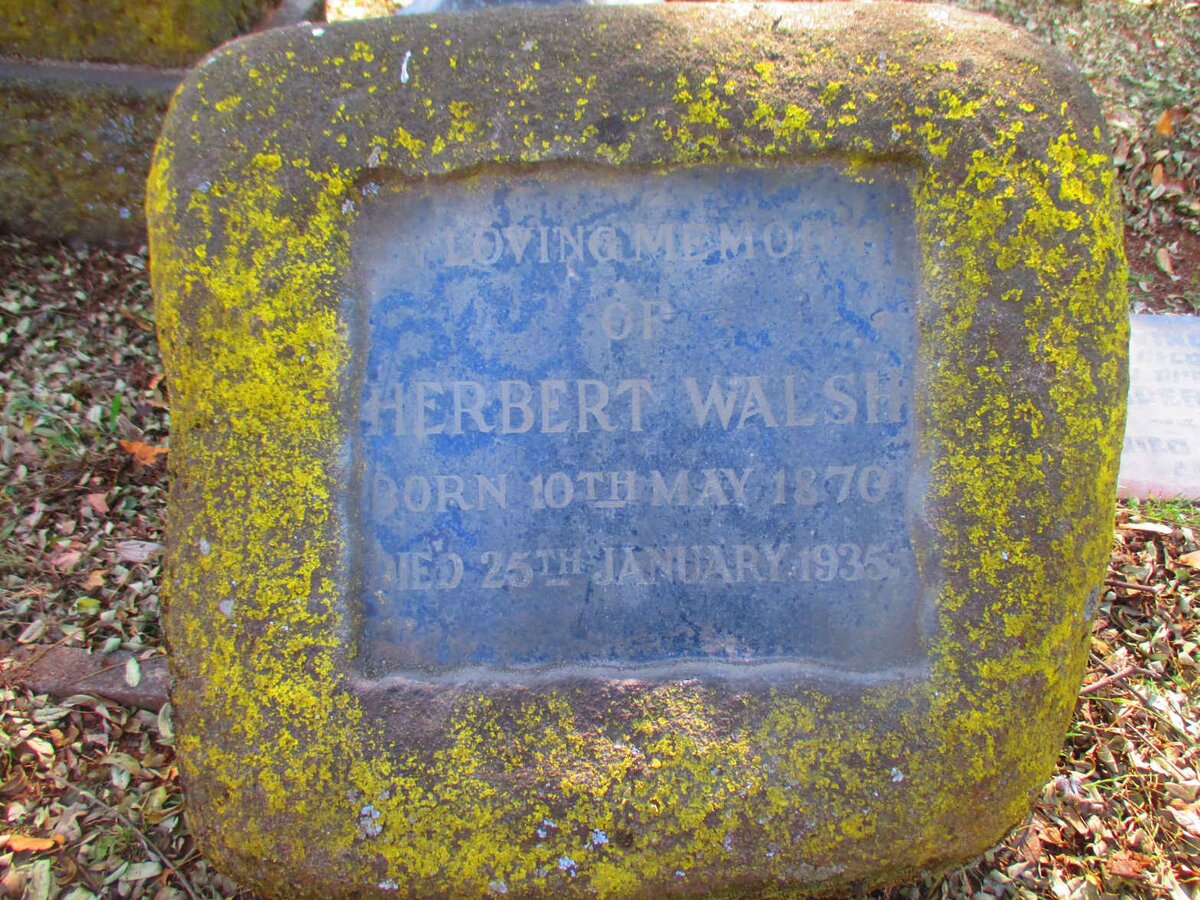 LOVING MEMORY
OF
HERBERT WALSH
BORN 10TH MAY 1870
DIED 25TH JANUARY 1935